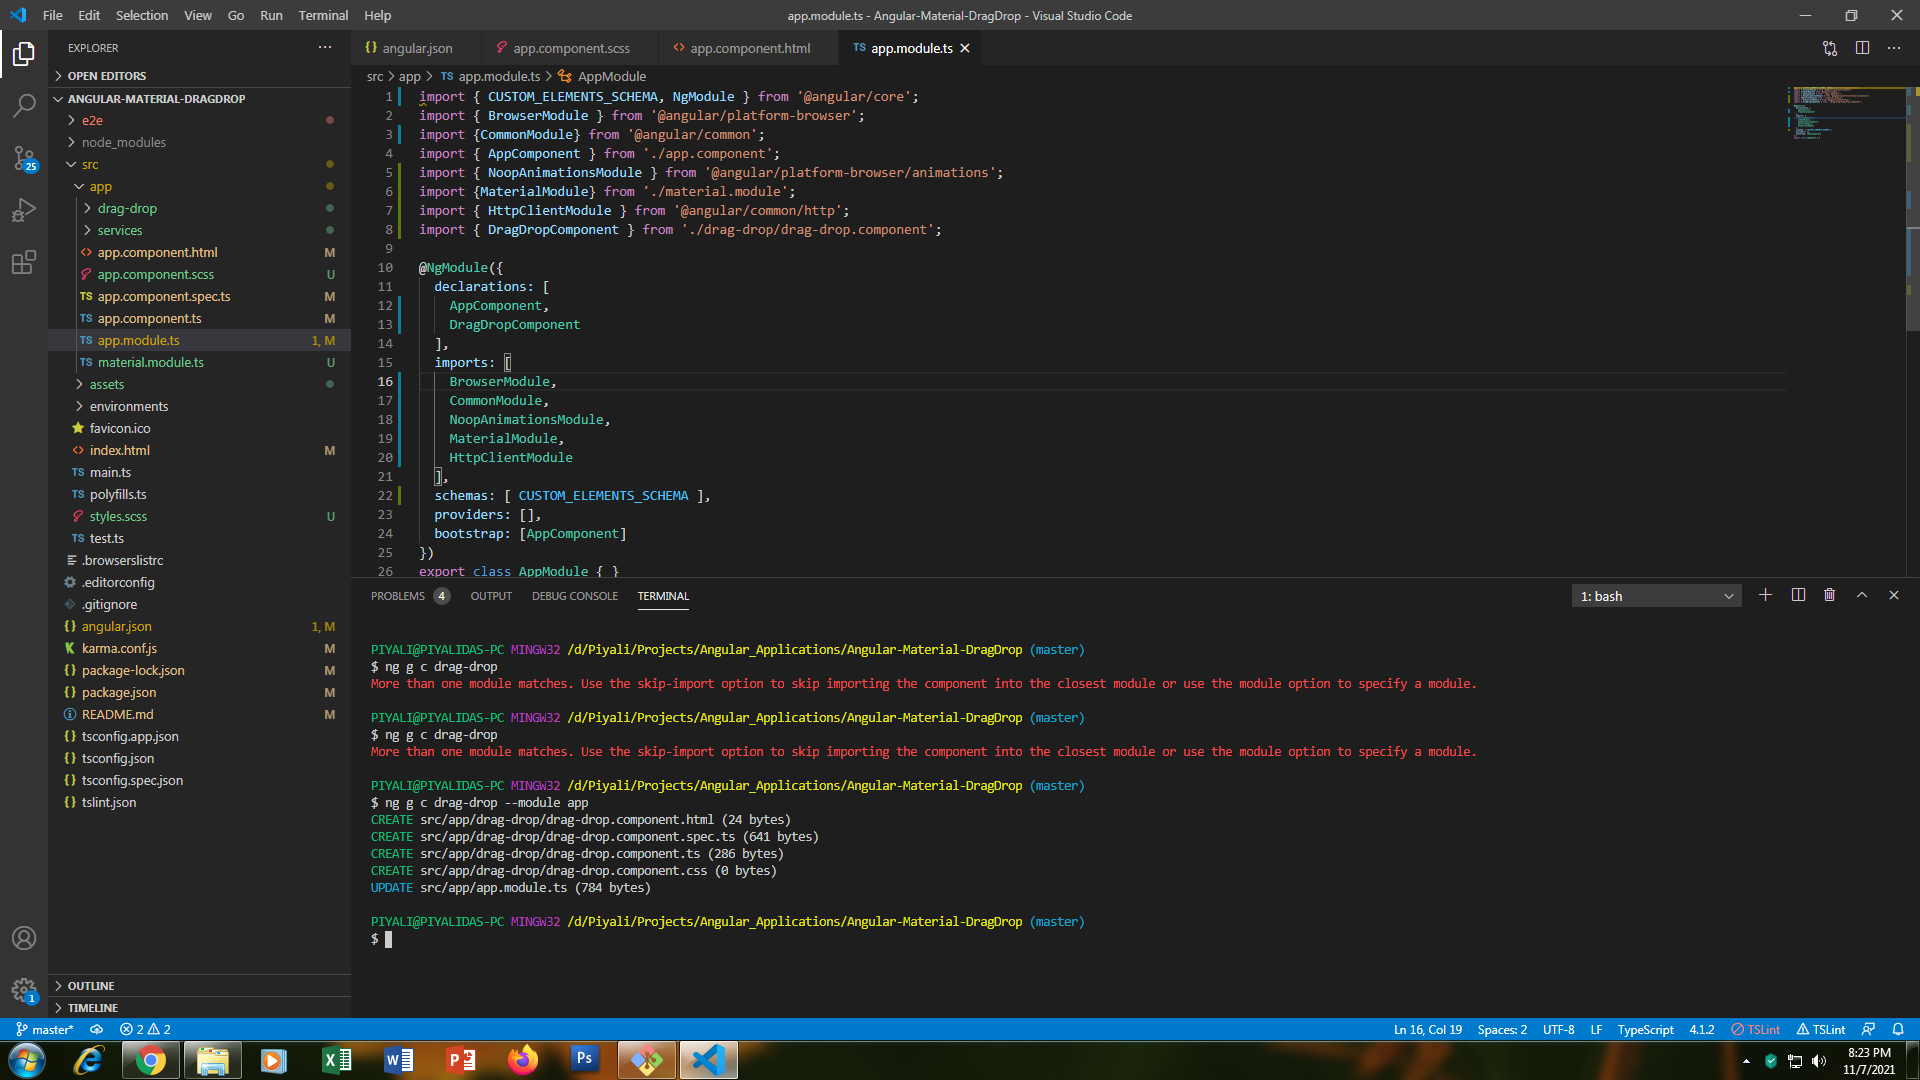 File Edit Selection View Go Run Terminal Help
app.module.ts - Angular-Material-DragDrop - Visual Studio Code
EXPLORER
OPEN EDITORS
ANGULAR-MATERIAL-DRAGDROP
e2e
node_modules
src
app
drag-drop
services
app.component.html M
app.component.scss U
TS app.component.spec.ts M
TS app.component.ts M
TS app.module.ts 1, M
TS material.module.ts U
assets
environments
favicon.ico
index.html M
TS main.ts
TS polyfills.ts
styles.scss U
TS test.ts
.browserslistrc
.editorconfig
.gitignore
{} angular.json 1, M
karma.conf.js M
{} package-lock.json M
{} package.json M
README.md M
{} tsconfig.app.json
{} tsconfig.json
{} tsconfig.spec.json
{} tslint.json
OUTLINE
TIMELINE
25
1
{} angular.json
app.component.scss
<> app.component.html
TS app.module.ts
src > app > TS app.module.ts > AppModule
1 import { CUSTOM_ELEMENTS_SCHEMA, NgModule } from '@angular/core';
2 import { BrowserModule } from '@angular/platform-browser';
3 import {CommonModule} from '@angular/common';
4 import { AppComponent } from './app.component';
5 import { NoopAnimationsModule } from '@angular/platform-browser/animations';
6 import {MaterialModule} from './material.module';
7 import { HttpClientModule } from '@angular/common/http';
8 import { DragDropComponent } from './drag-drop/drag-drop.component';
9
10 @NgModule({
11 declarations: [
12 AppComponent,
13 DragDropComponent
14 ],
15 imports: [
16 BrowserModule,
17 CommonModule,
18 NoopAnimationsModule,
19 MaterialModule,
20 HttpClientModule
21 ],
22 schemas: [ CUSTOM_ELEMENTS_SCHEMA ],
23 providers: [],
24 bootstrap: [AppComponent]
25 })
26 export class AppModule { }
PROBLEMS 4 OUTPUT DEBUG CONSOLE TERMINAL
1: bash
PIYALI@PIYALIDAS-PC MINGW32 /d/Piyali/Projects/Angular_Applications/Angular-Material-DragDrop (master)
$ ng g c drag-drop
More than one module matches. Use the skip-import option to skip importing the component into the closest module or use the module option to specify a module.
PIYALI@PIYALIDAS-PC MINGW32 /d/Piyali/Projects/Angular_Applications/Angular-Material-DragDrop (master)
$ ng g c drag-drop
More than one module matches. Use the skip-import option to skip importing the component into the closest module or use the module option to specify a module.
PIYALI@PIYALIDAS-PC MINGW32 /d/Piyali/Projects/Angular_Applications/Angular-Material-DragDrop (master)
$ ng g c drag-drop --module app
CREATE src/app/drag-drop/drag-drop.component.html (24 bytes)
CREATE src/app/drag-drop/drag-drop.component.spec.ts (641 bytes)
CREATE src/app/drag-drop/drag-drop.component.ts (286 bytes)
CREATE src/app/drag-drop/drag-drop.component.css (0 bytes)
UPDATE src/app/app.module.ts (784 bytes)
PIYALI@PIYALIDAS-PC MINGW32 /d/Piyali/Projects/Angular_Applications/Angular-Material-DragDrop (master)
$
master* 2 2
Ln 16, Col 19 Spaces: 2 UTF-8 LF TypeScript 4.1.2 TSLint TSLint
Ps
8:23 PM
11/7/2021